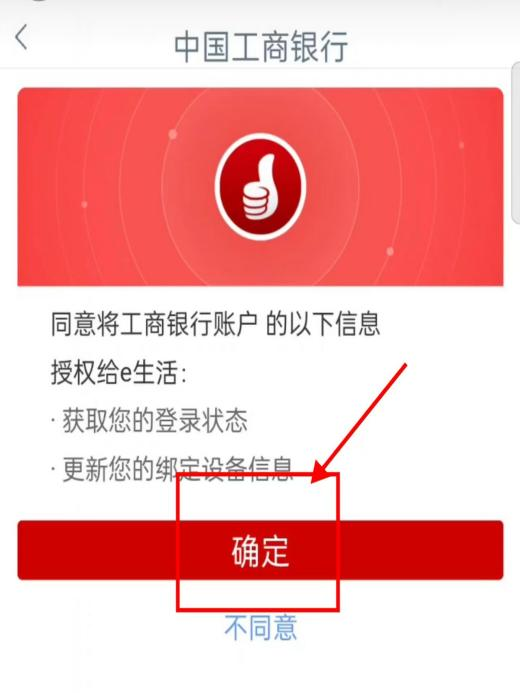 中国工商银行
同意将工商银行账户 的以下信息
授权给e生活:
· 获取您的登录状态
· 更新您的绑定设备信息
确定
不同意